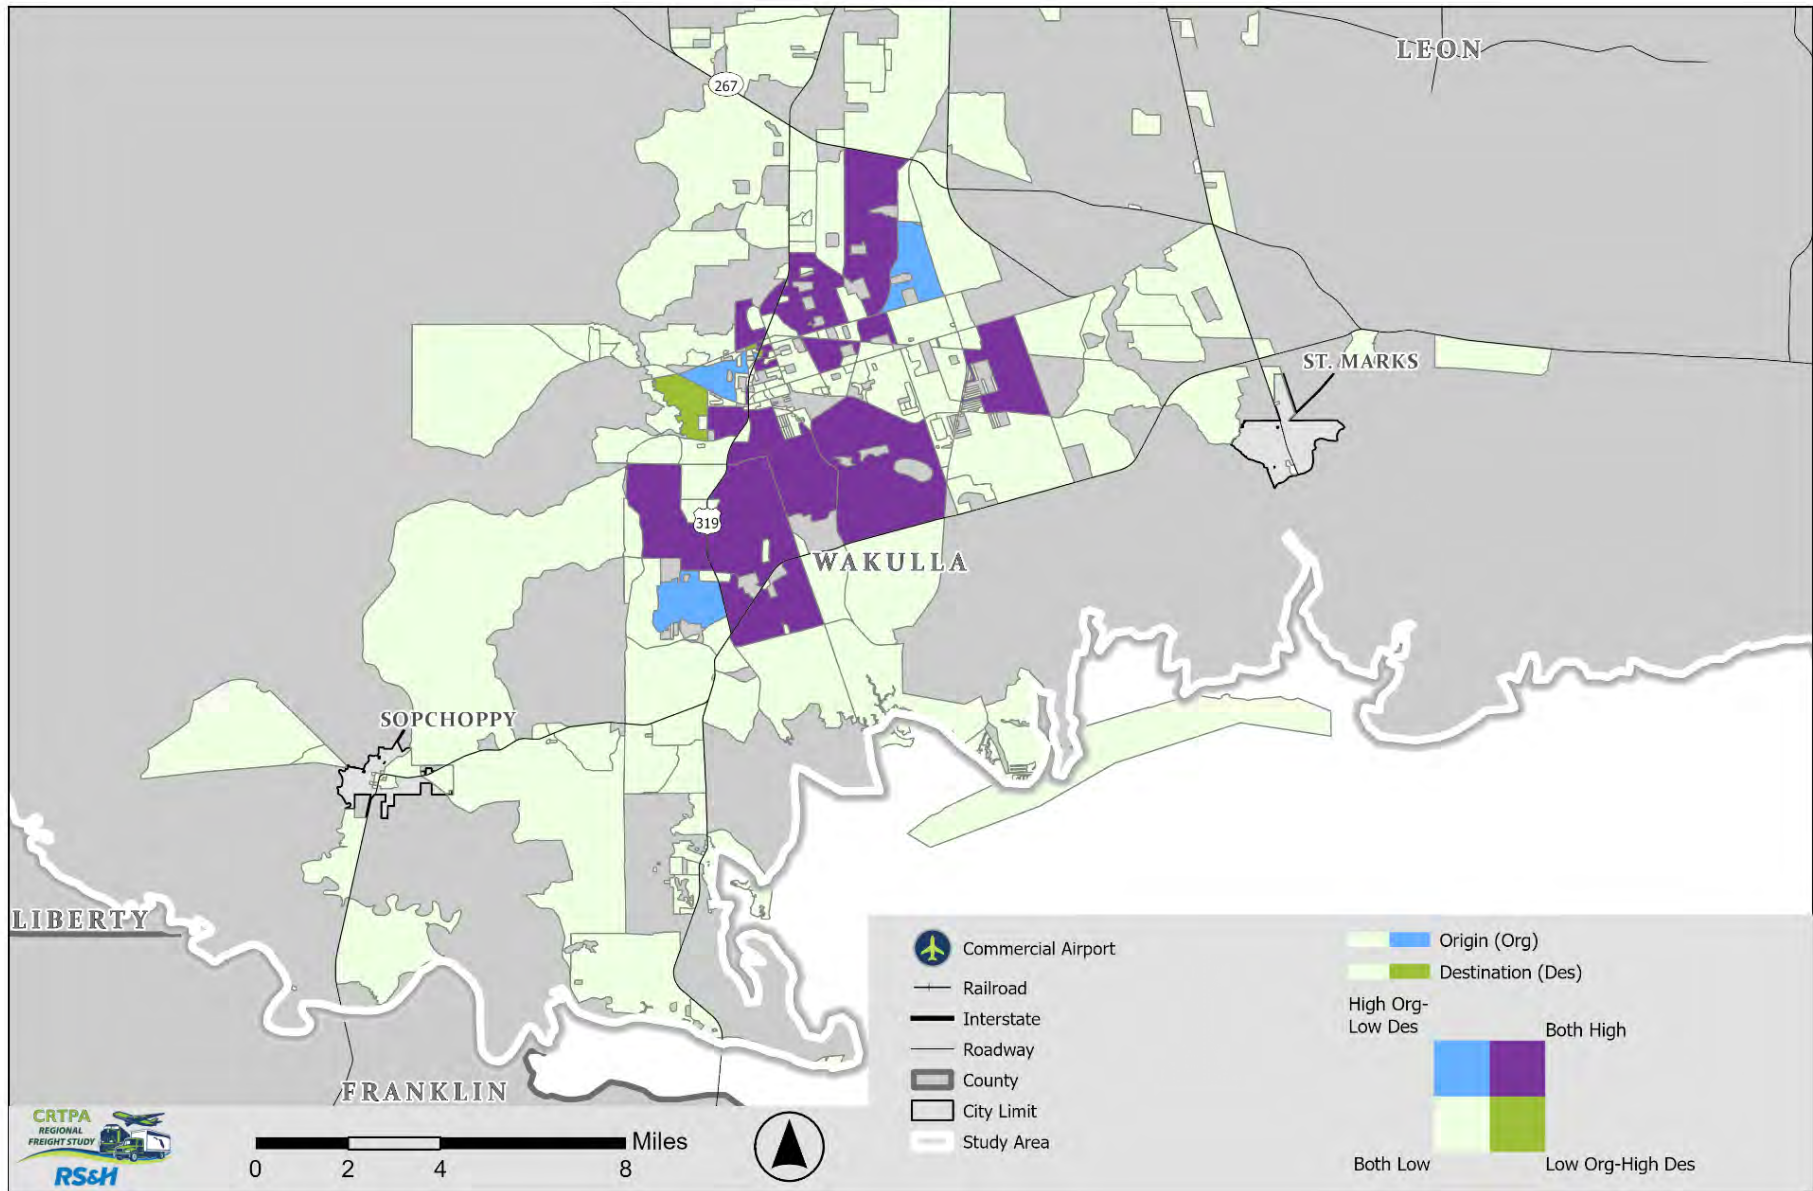 LEON
267
ST. MARKS
319
WAKULLA
SOPCHOPPY
LIBERTY
FRANKLIN
Commercial Airport
Railroad
Interstate
Roadway
County
City Limit
Study Area
Origin (Org)
Destination (Des)
High Org-
Low Des
Both High
Both Low
Low Org-High Des
CRTPA
REGIONAL
FREIGHT STUDY
RS&H
Miles
0 2 4 8